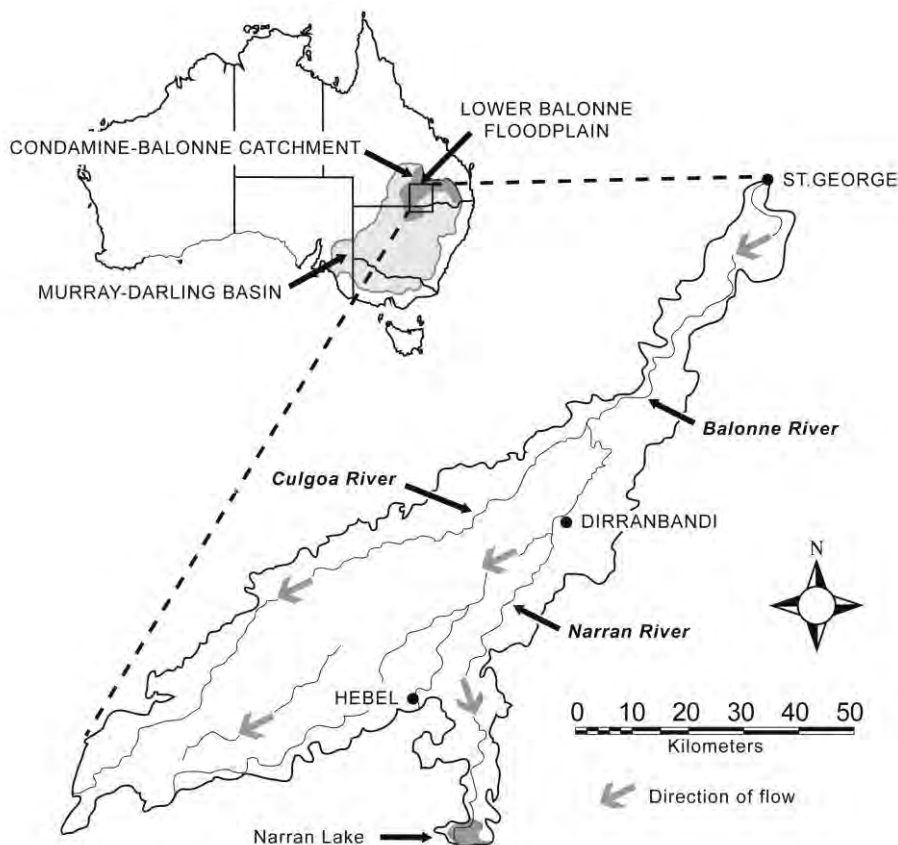 LOWER BALONNE
FLOODPLAIN
CONDAMINE-BALONNE CATCHMENT
ST.GEORGE
MURRAY-DARLING BASIN
Balonne River
Culgoa River
DIRRANBANDI
N
Narran River
HEBEL
0 10 20 30 40 50
Kilometers
Direction of flow
Narran Lake